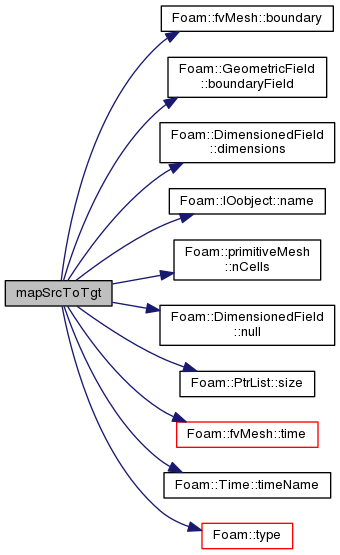 Foam::fvMesh::boundary
Foam::GeometricField
::boundaryField
Foam::DimensionedField
::dimensions
Foam::IOobject::name
Foam::primitiveMesh
::nCells
mapSrcToTgt
Foam::DimensionedField
::null
Foam::PtrList::size
Foam::fvMesh::time
Foam::Time::timeName
Foam::type